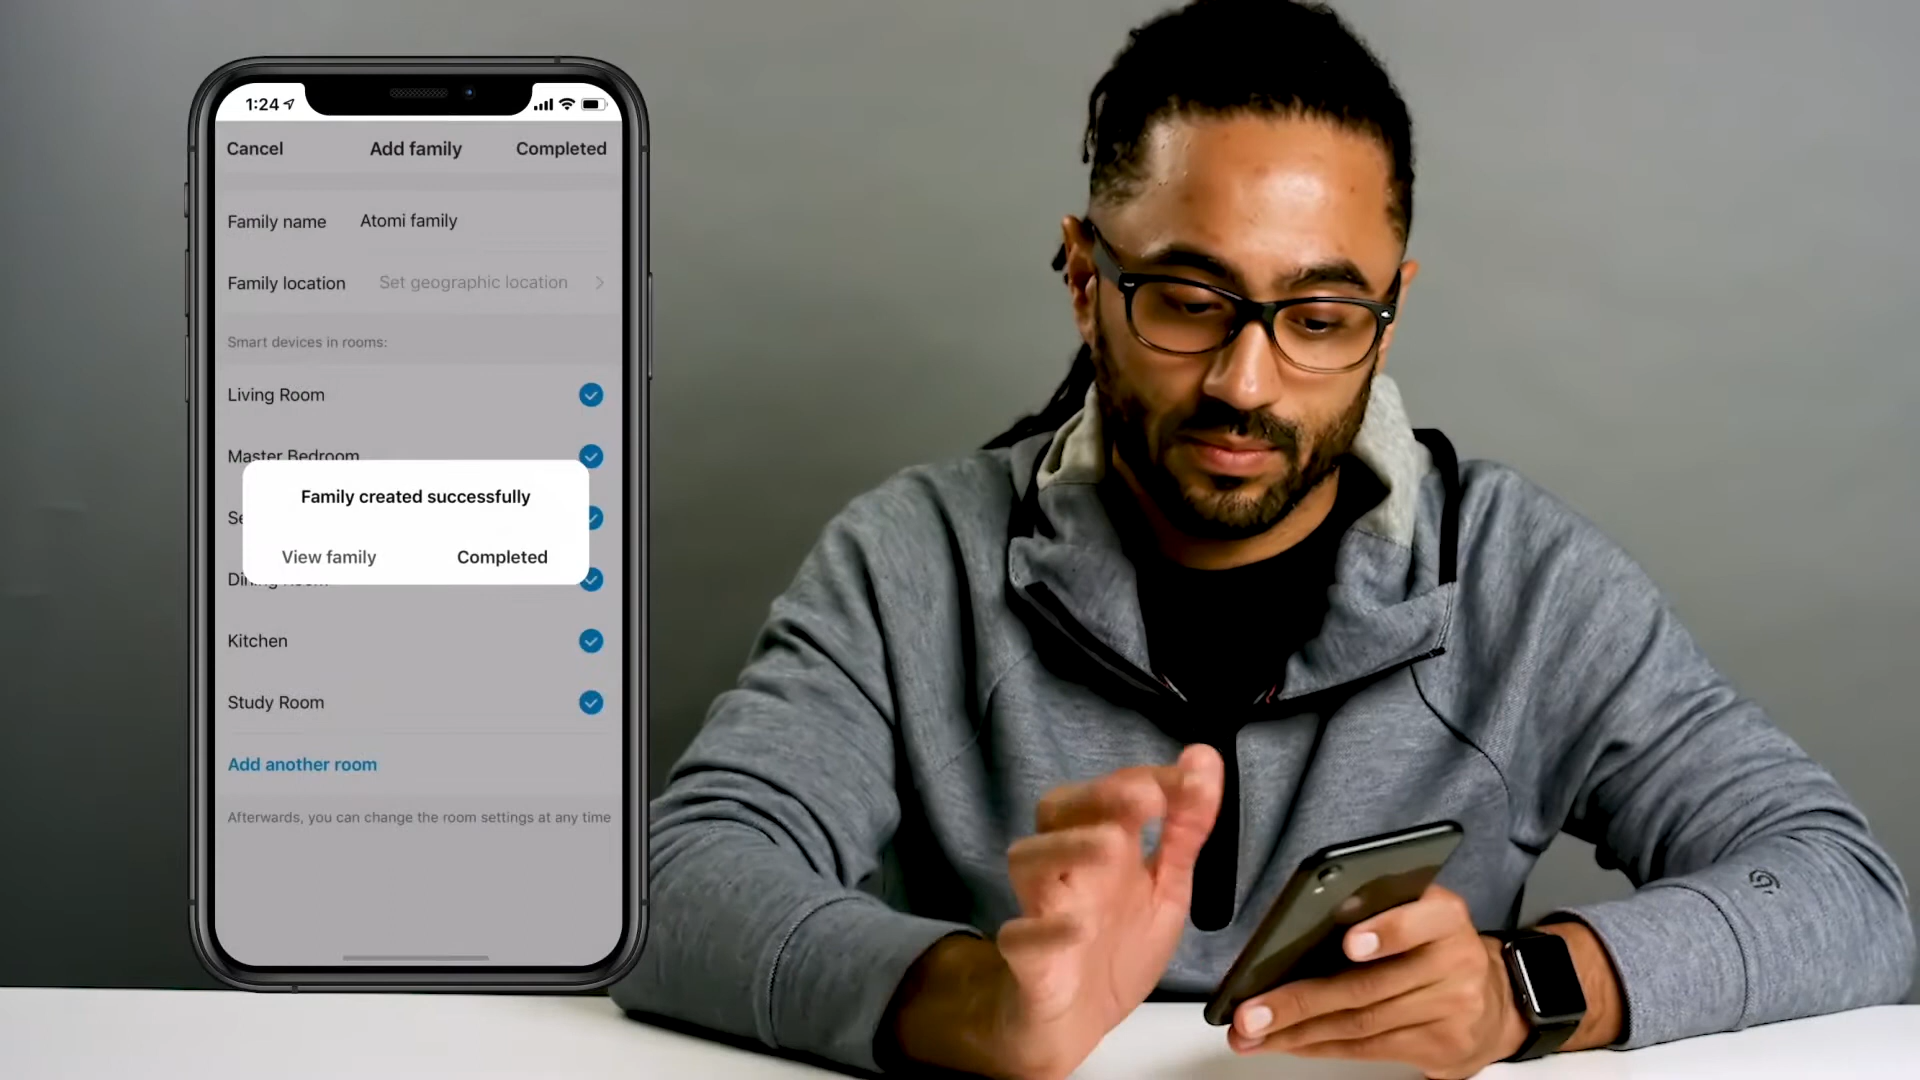 1:24
Cancel Add family Completed
Family name Atomi family
Family location Set geographic location
Smart devices in rooms:
Living Room
Master Bedroom
Family created successfully
Se
View family Completed
Kitchen
Study Room
Add another room
Afterwards, you can change the room settings at any time